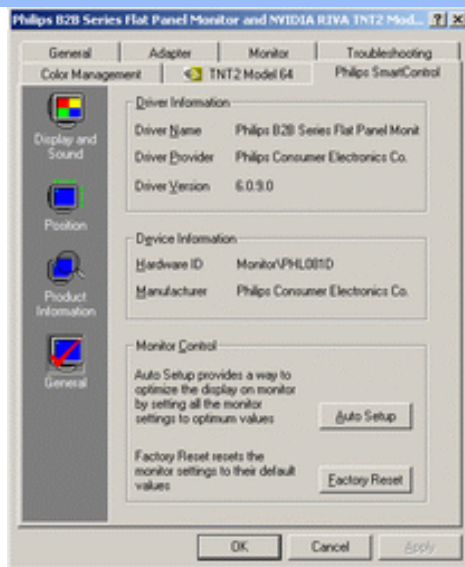 Philips B2B Series Flat Panel Monitor and NVIDIA RIVA TNT2 Mod...
General Adapter Monitor Troubleshooting
Color Management TNT2 Model 64 Philips SmartControl
Display and
Sound
Position
Product
Information
General
Driver Information
Driver Name Philips B2B Series Flat Panel Monit
Driver Provider Philips Consumer Electronics Co.
Driver Version 6.0.9.0
Device Information
Hardware ID Monitor\PHL081D
Manufacturer Philips Consumer Electronics Co.
Monitor Control
Auto Setup provides a way to
optimize the display on monitor
by setting all the monitor
settings to optimum values
Auto Setup
Factory Reset resets the
monitor settings to their default
values
Factory Reset
OK Cancel Apply